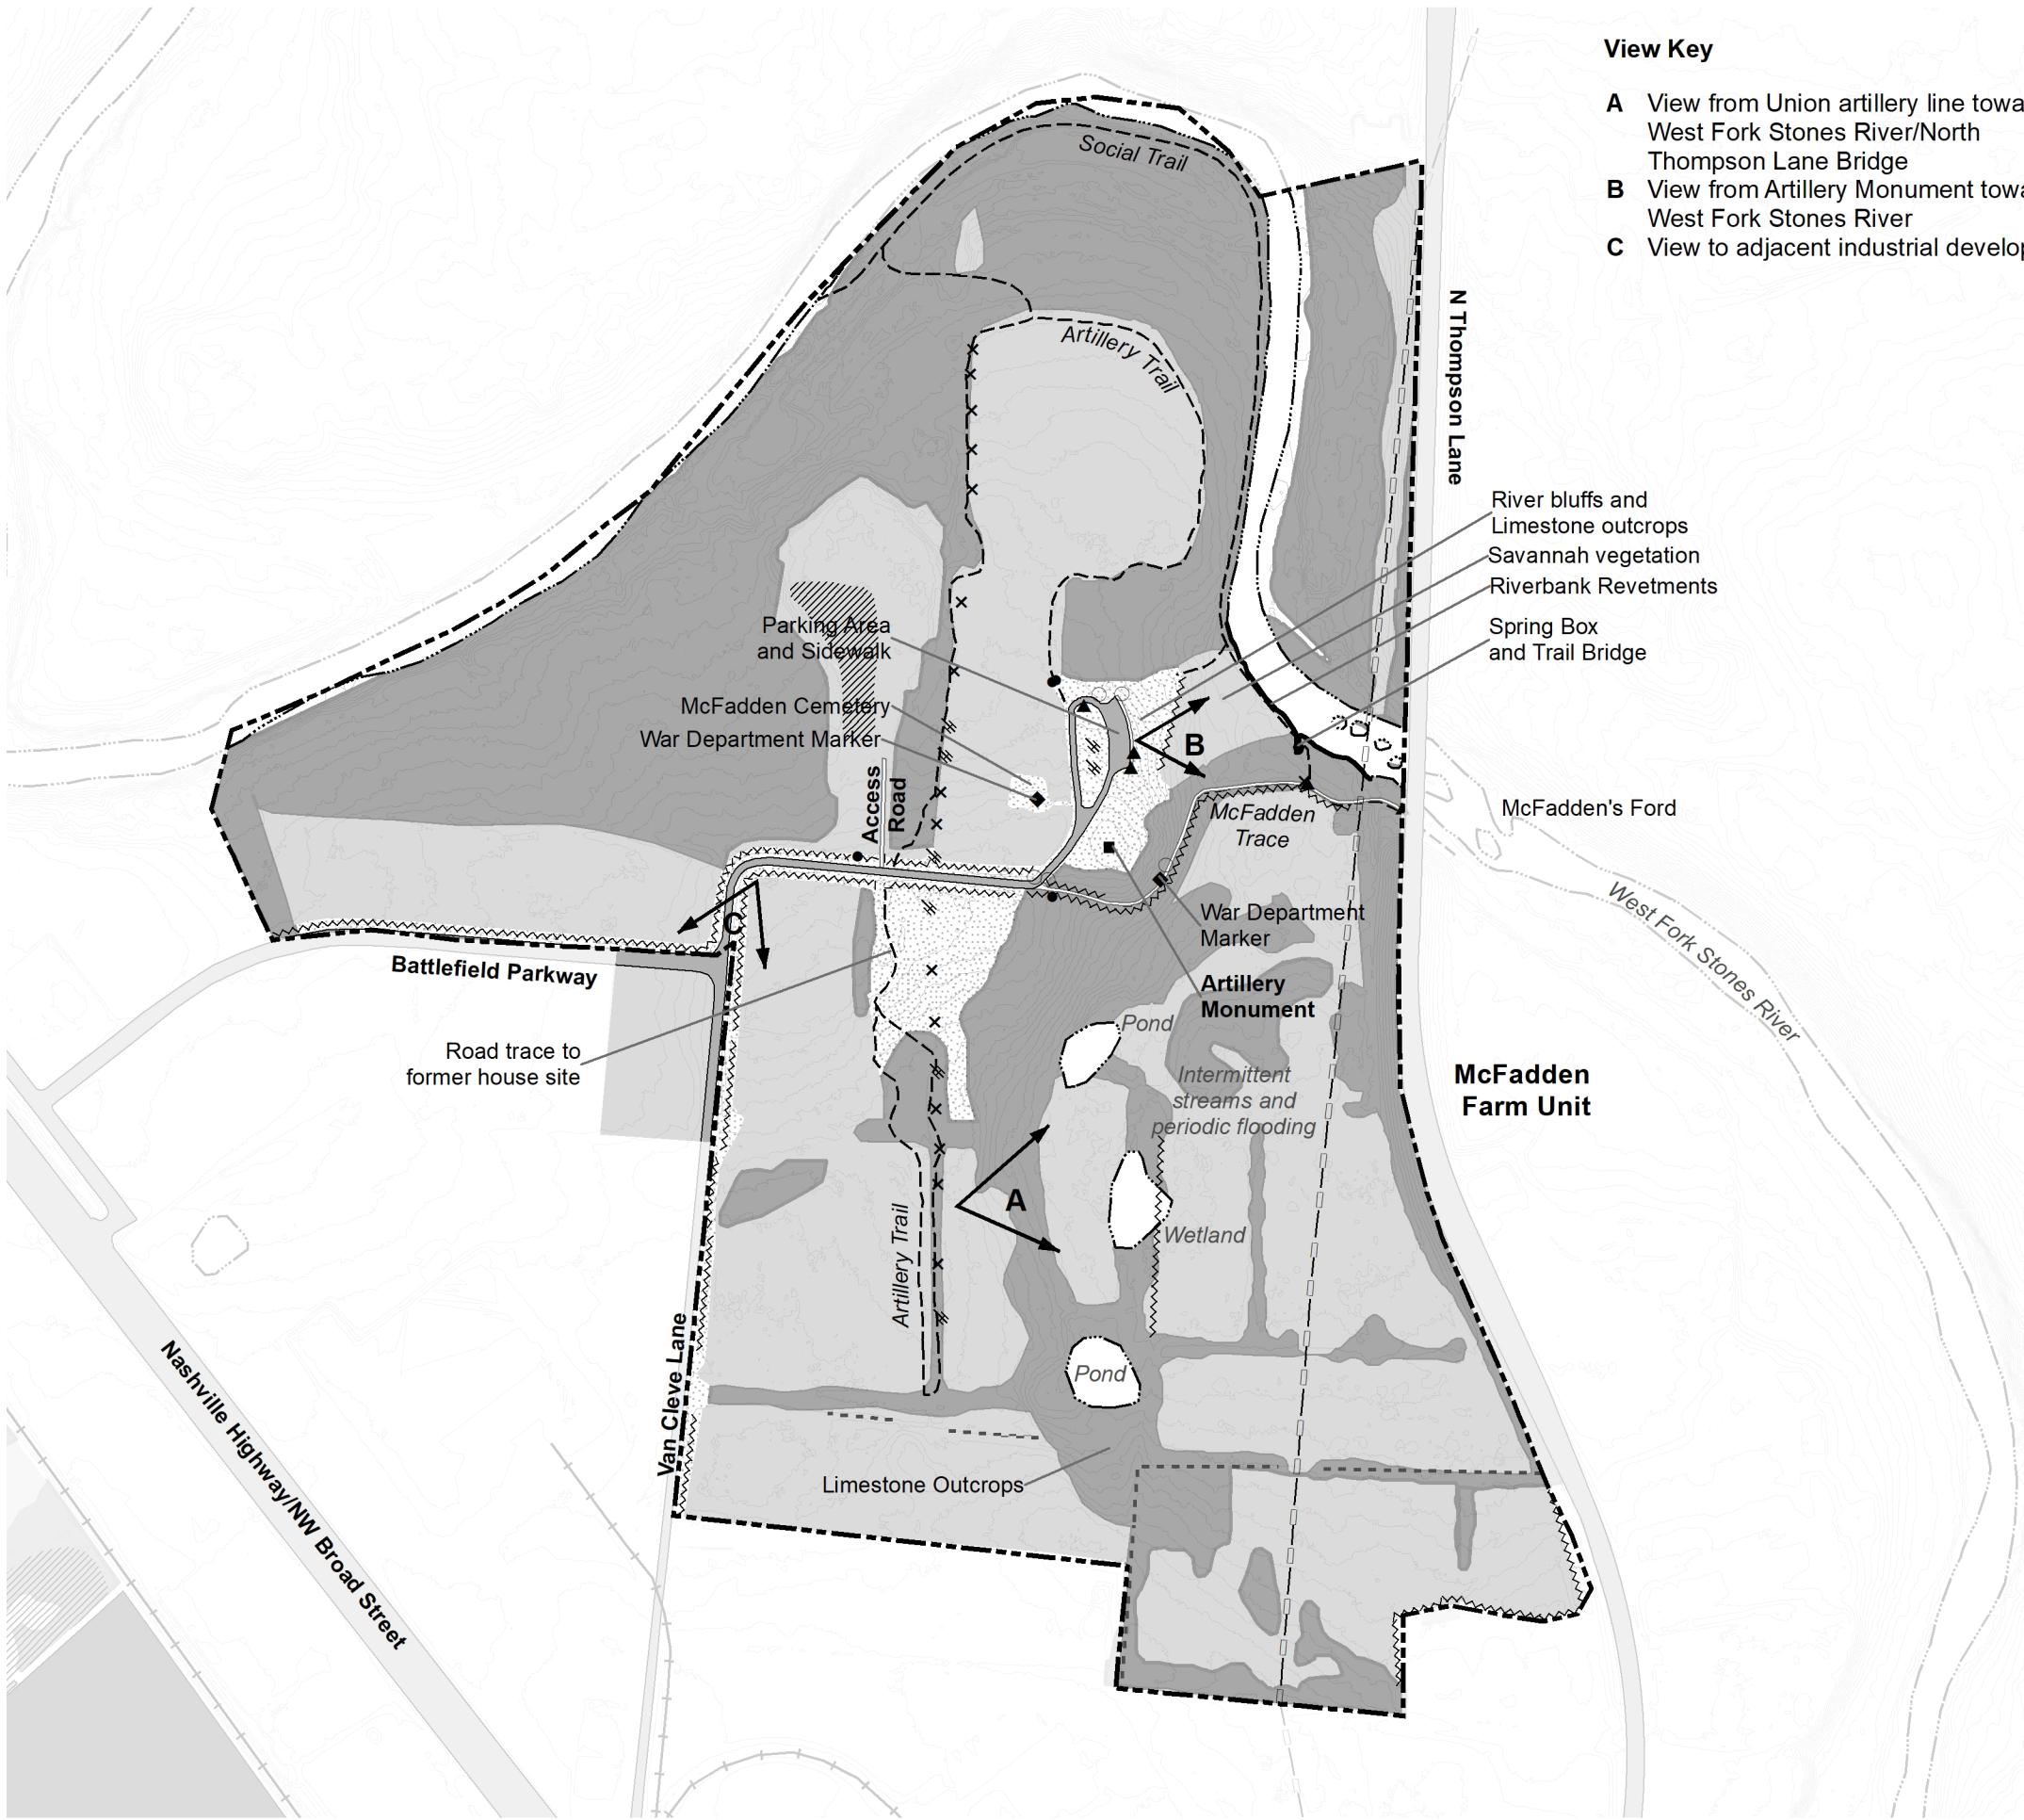 View Key
A View from Union artillery line towa
West Fork Stones River/North
Thompson Lane Bridge
B View from Artillery Monument towa
West Fork Stones River
C View to adjacent industrial develop
Social Trail
Artillery Trail
N Thompson Lane
River bluffs and
Limestone outcrops
Savannah vegetation
Riverbank Revetments
Spring Box
and Trail Bridge
Parking Area
and Sidewalk
McFadden Cemetery
War Department Marker
B
Access
Road
McFadden
Trace
McFadden's Ford
West Fork Stones River
War Department
Marker
C
Battlefield Parkway
Artillery
Monument
Road trace to
former house site
Pond
Intermittent
streams and
periodic flooding
McFadden
Farm Unit
A
Wetland
Artillery Trail
Pond
Van Cleve Lane
Nashville Highway/NW Broad Street
Limestone Outcrops